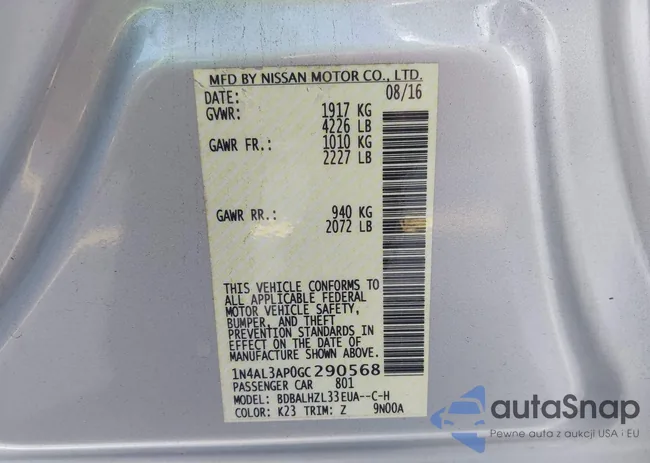 MFD BY NISSAN MOTOR CO., LTD.
DATE: 08/16
GVWR: 1917 KG
4226 LB
GAWR FR.: 1010 KG
2227 LB
GAWR RR.: 940 KG
2072 LB
THIS VEHICLE CONFORMS TO
ALL APPLICABLE FEDERAL
MOTOR VEHICLE SAFETY,
BUMPER, AND THEFT
PREVENTION STANDARDS IN
EFFECT ON THE DATE OF
MANUFACTURE SHOWN ABOVE.
1N4AL3AP0GC290568
PASSENGER CAR 801
MODEL: BDBALHZL33EUA--C-H
COLOR: K23 TRIM: Z 9N00A
autoSnap
Pewne auta z aukcji USA i EU